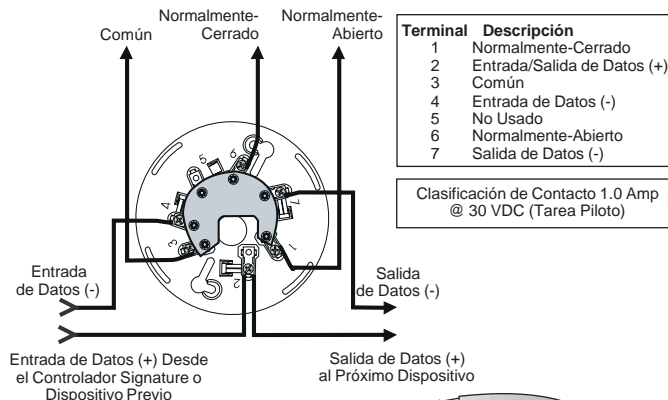 Común
Normalmente-
Cerrado
Normalmente-
Abierto
Terminal Descripción
1 Normalmente-Cerrado
2 Entrada/Salida de Datos (+)
3 Común
4 Entrada de Datos (-)
5 No Usado
6 Normalmente-Abierto
7 Salida de Datos (-)
Clasificación de Contacto 1.0 Amp
@ 30 VDC (Tarea Piloto)
5
6
4
7
3
1
2
Entrada
de Datos (-)
Salida
de Datos (-)
Entrada de Datos (+) Desde
el Controlador Signature o
Dispositivo Previo
Salida de Datos (+)
al Próximo Dispositivo